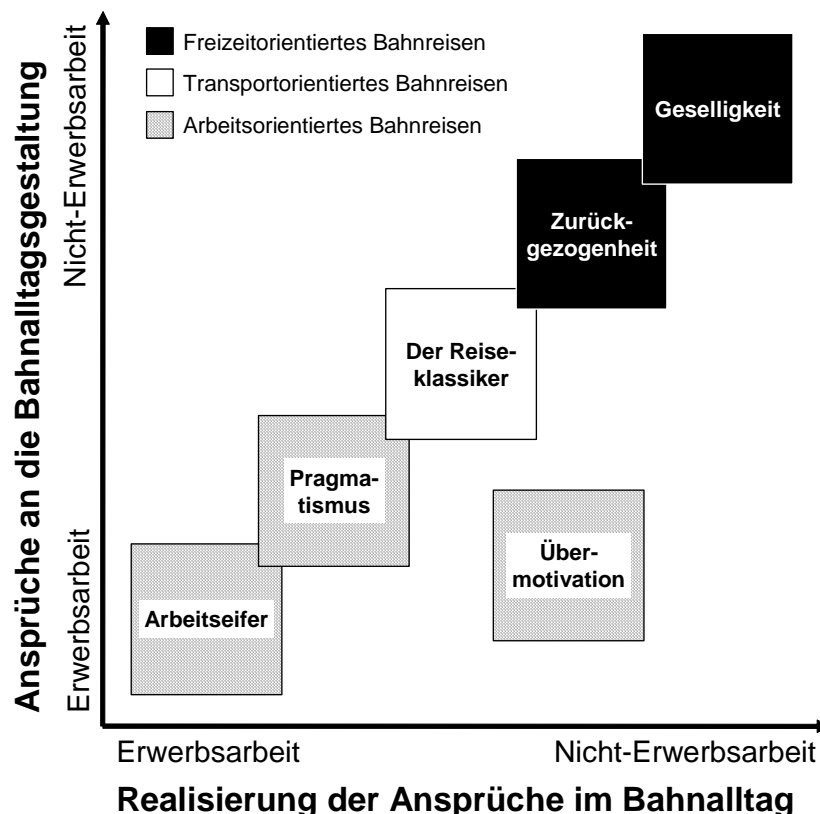 Freizeitorientiertes Bahnreisen
Transportorientiertes Bahnreisen
Arbeitsorientiertes Bahnreisen
Geselligkeit
Zurück-
gezogenheit
Der Reise-
klassiker
Pragma-
tismus
Über-
motivation
Arbeitseifer
Ansprüche an die Bahnalltagsgestaltung
Nicht-Erwerbsarbeit
Erwerbsarbeit
Erwerbsarbeit
Nicht-Erwerbsarbeit
Realisierung der Ansprüche im Bahnalltag